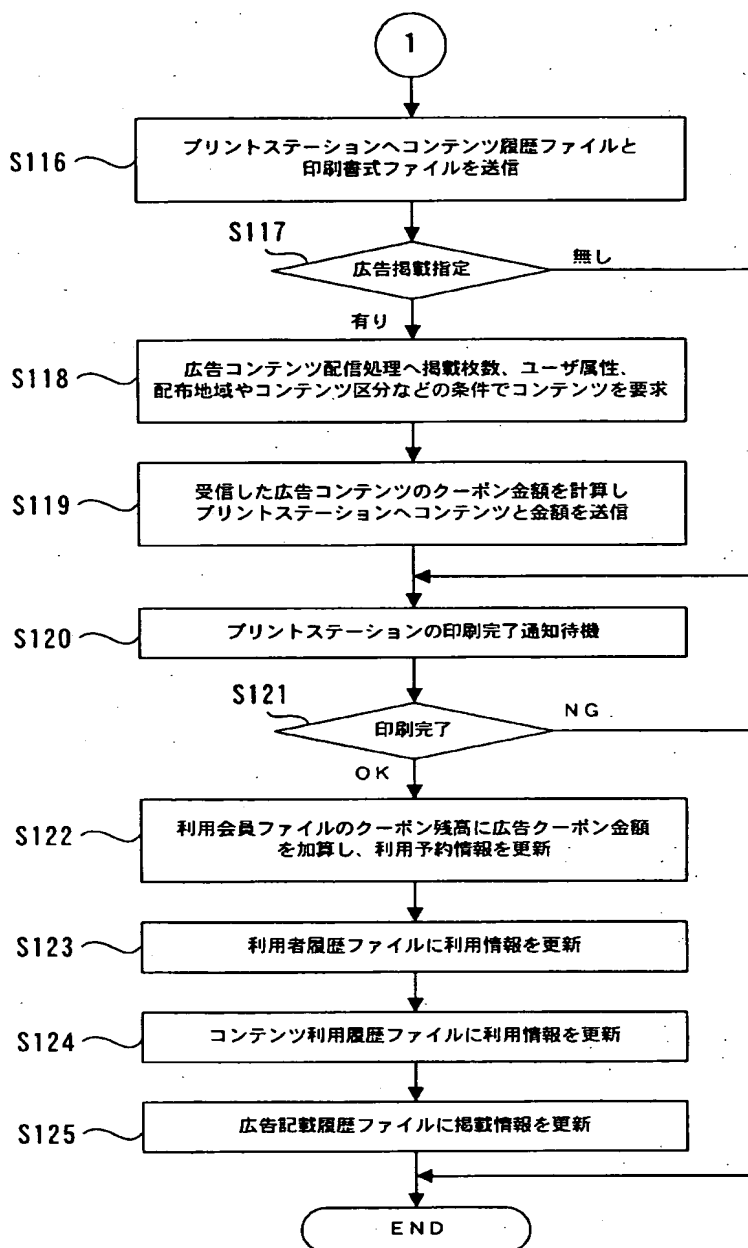 1
S116
プリントステーションへコンテンツ履歴ファイルと
印刷書式ファイルを送信
S117
広告掲載指定
無し
有り
S118
広告コンテンツ配信処理へ掲載枚数、ユーザ属性、
配布地域やコンテンツ区分などの条件でコンテンツを要求
S119
受信した広告コンテンツのクーポン金額を計算し
プリントステーションへコンテンツと金額を送信
S120
プリントステーションの印刷完了通知待機
S121
印刷完了
NG
OK
S122
利用会員ファイルのクーポン残高に広告クーポン金額
を加算し、利用予約情報を更新
S123
利用者履歴ファイルに利用情報を更新
S124
コンテンツ利用履歴ファイルに利用情報を更新
S125
広告記載履歴ファイルに掲載情報を更新
END